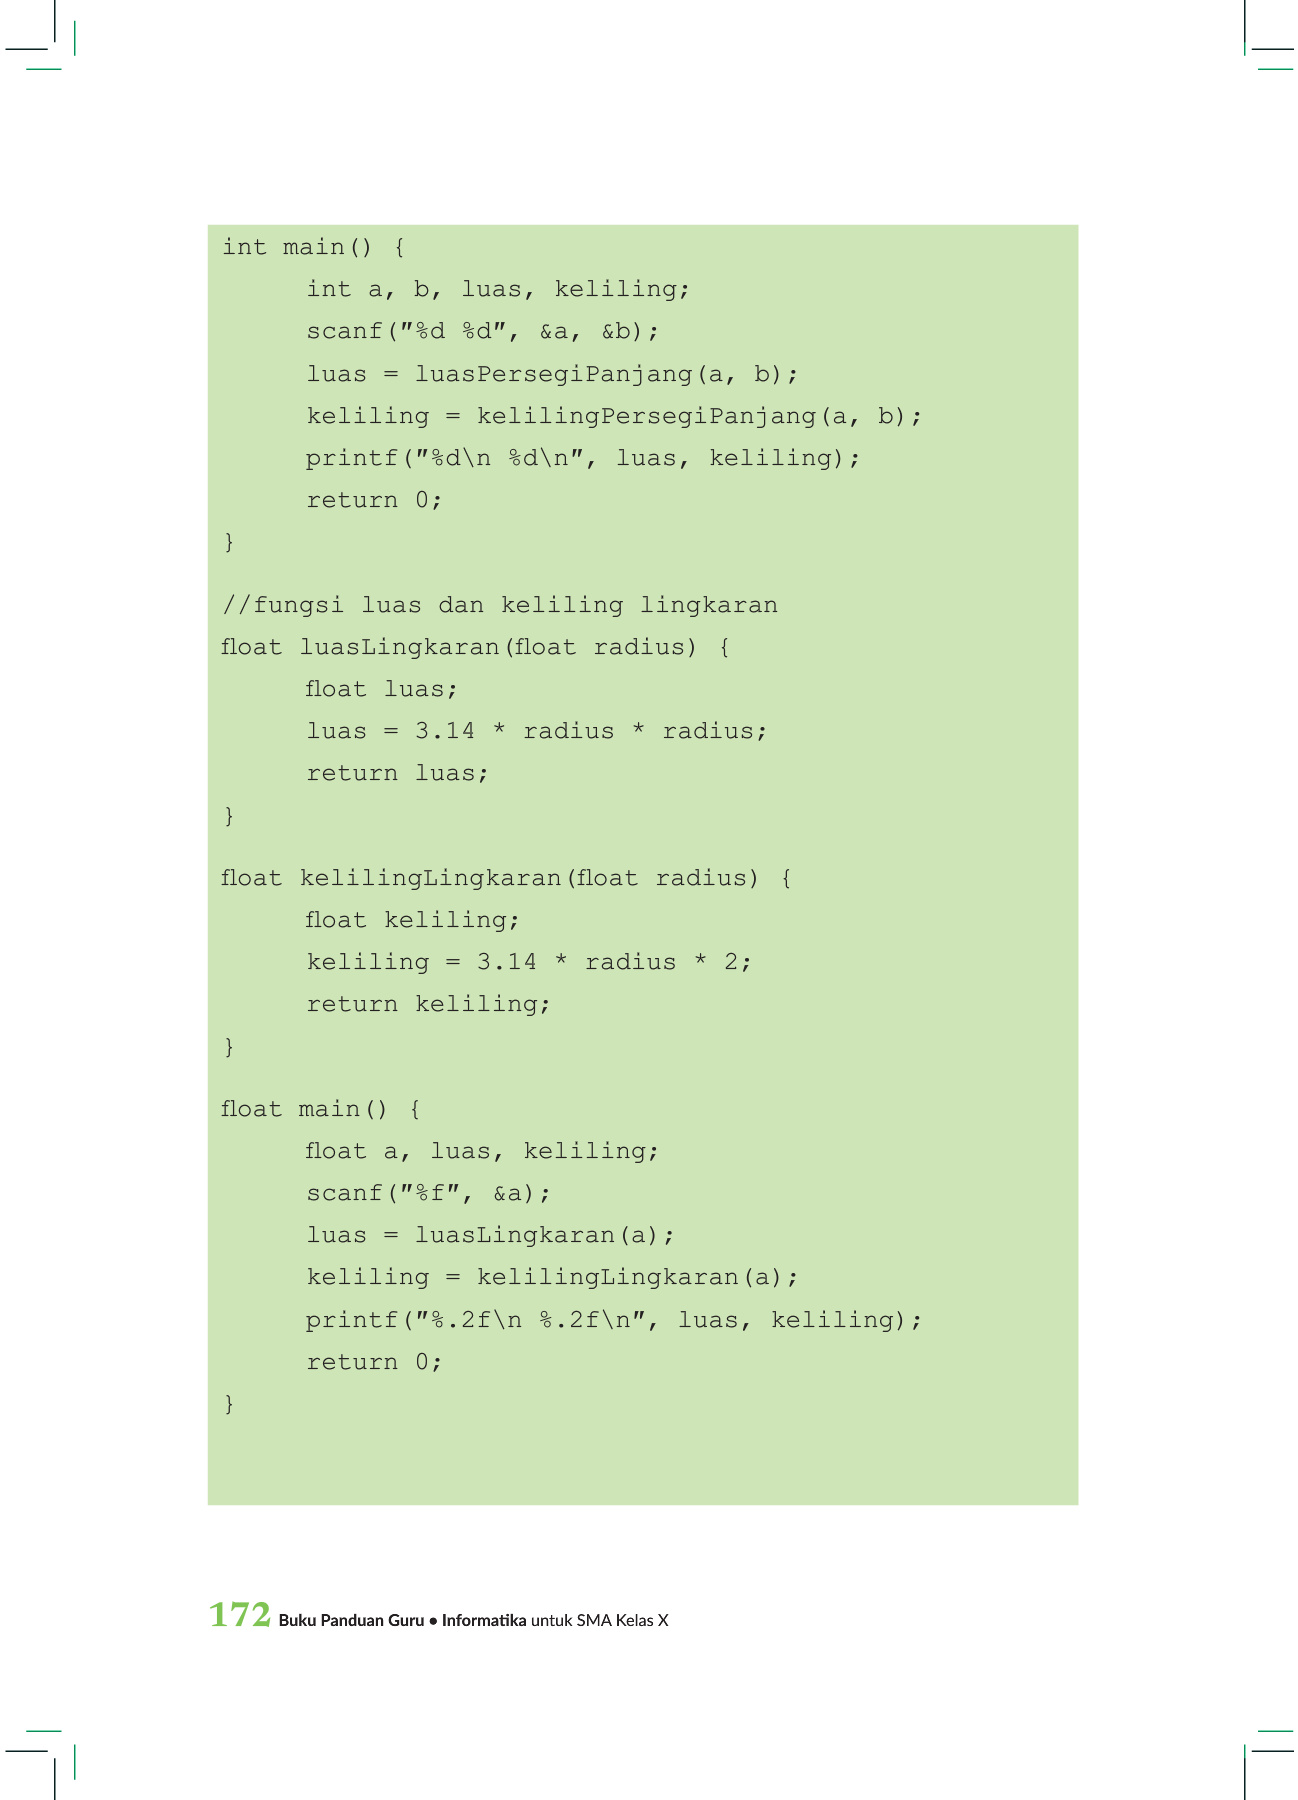 int main() {
int a, b, luas, keliling;
scanf("%d %d", &a, &b);
luas = luasPersegiPanjang(a, b);
keliling = kelilingPersegiPanjang(a, b);
printf("%d\n %d\n", luas, keliling);
return 0;
}
//fungsi luas dan keliling lingkaran
float luasLingkaran(float radius) {
float luas;
luas = 3.14 * radius * radius;
return luas;
}
float kelilingLingkaran(float radius) {
float keliling;
keliling = 3.14 * radius * 2;
return keliling;
}
float main() {
float a, luas, keliling;
scanf("%f", &a);
luas = luasLingkaran(a);
keliling = kelilingLingkaran(a);
printf("%.2f\n %.2f\n", luas, keliling);
return 0;
}
172 Buku Panduan Guru • Informatika untuk SMA Kelas X